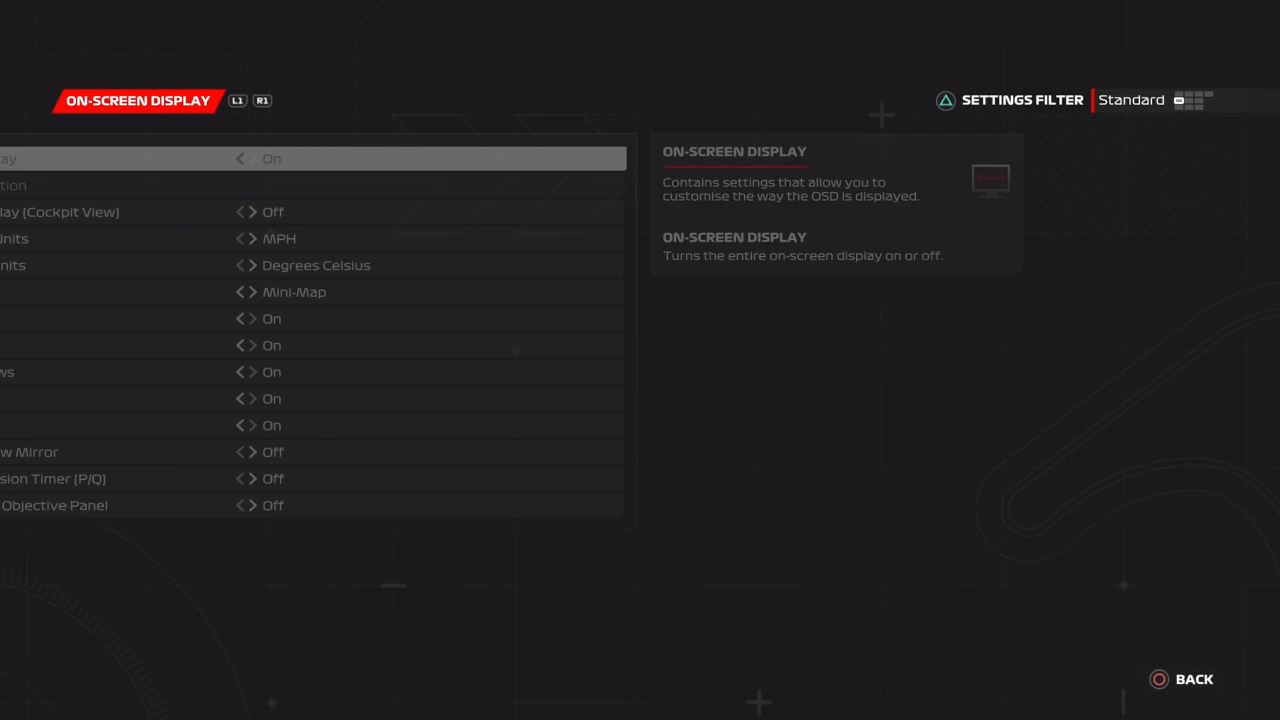 ON-SCREEN DISPLAY L1 R1
SETTINGS FILTER Standard
ay On
tion
lay (Cockpit View) Off
Units MPH
nits Degrees Celsius
Mini-Map
On
On
ws On
On
On
w Mirror Off
sion Timer (P/Q) Off
Objective Panel Off
ON-SCREEN DISPLAY
Contains settings that allow you to
customise the way the OSD is displayed.
ON-SCREEN DISPLAY
Turns the entire on-screen display on or off.
BACK